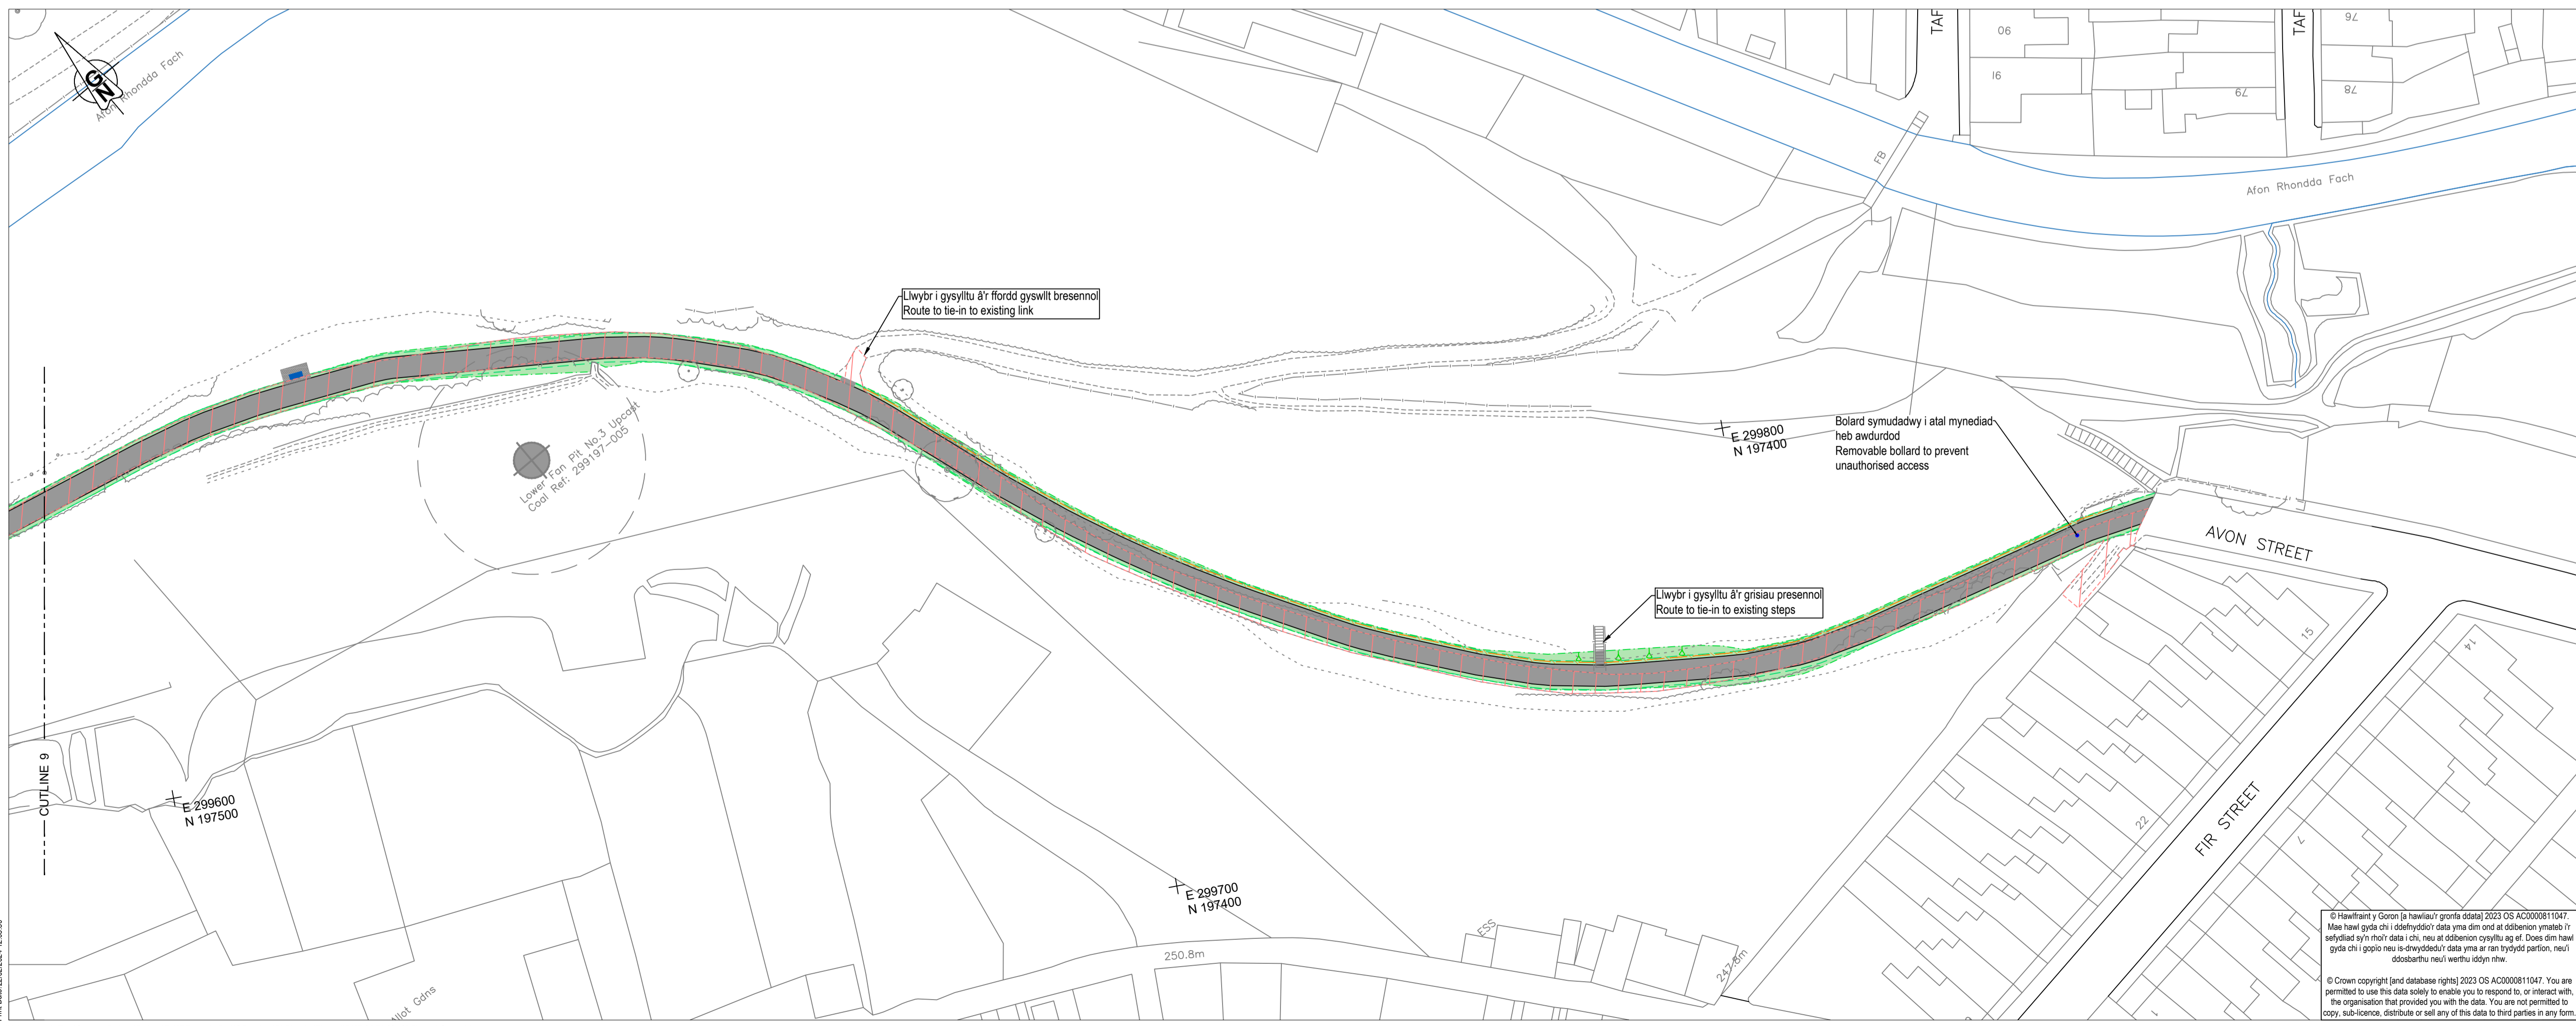 GN
Afon Rhondda Fach
TAF
06
91
79
TAF
76
78
FB
Afon Rhondda Fach
Llwybr i gysylltu â'r ffordd gyswllt bresennol
Route to tie-in to existing link
Lower Fan Pit No.3 Upcast
Coal Ref: 299197-005
E 299800
N 197400
Bolard symudadwy i atal mynediad
heb awdurdod
Removable bollard to prevent
unauthorised access
AVON STREET
Llwybr i gysylltu â'r grisiau presennol
Route to tie-in to existing steps
15
14
22
7
1
FIR STREET
CUTLINE 9
E 299600
N 197500
E 299700
N 197400
ESS
250.8m
247.8m
Allot Gdns
© Hawlfraint y Goron [a hawliau'r gronfa ddata] 2023 OS AC0000811047.
Mae hawl gyda chi i ddefnyddio'r data yma dim ond at ddibenion ymateb i'r
sefydliad sy'n rhoi'r data i chi, neu at ddibenion cysylltu ag ef. Does dim hawl
gyda chi i gopïo neu is-drwyddedu'r data yma ar ran trydydd partïon, neu'i
ddosbarthu neu'i werthu iddyn nhw.
© Crown copyright [and database rights] 2023 OS AC0000811047. You are
permitted to use this data solely to enable you to respond to, or interact with,
the organisation that provided you with the data. You are not permitted to
copy, sub-licence, distribute or sell any of this data to third parties in any form.